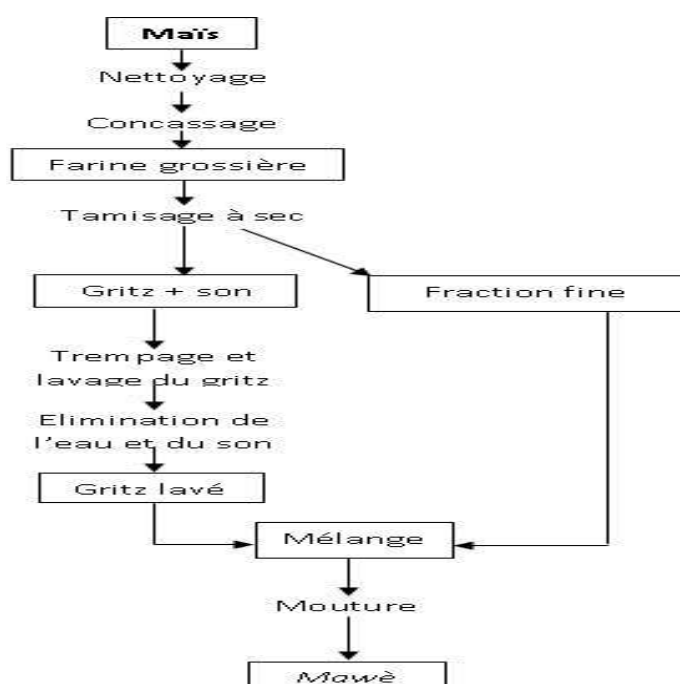 Maïs
Nettoyage
Concassage
Farine grossière
Tamisage à sec
Gritz + son
Fraction fine
Trempage et
lavage du gritz
Elimination de
l'eau et du son
Gritz lavé
Mélange
Mouture
Mawè